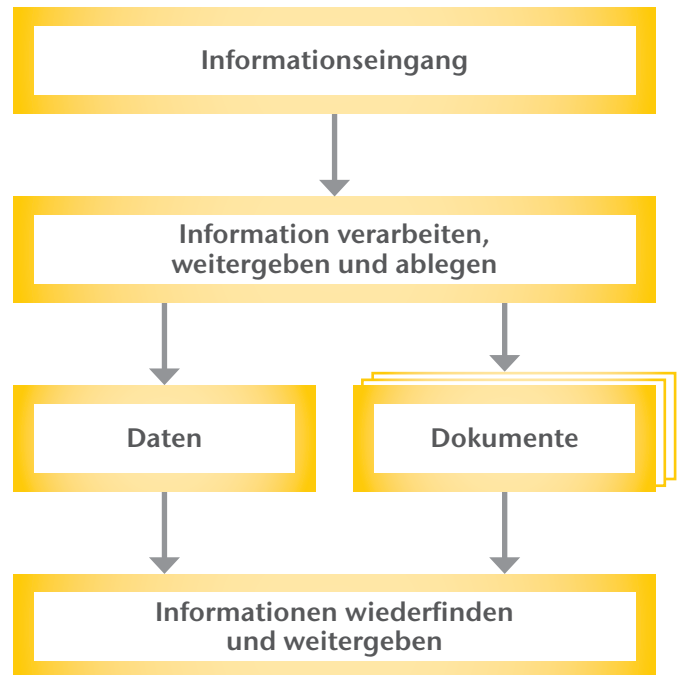 Informationseingang
Information verarbeiten,
weitergeben und ablegen
Daten
Dokumente
Informationen wiederfinden
und weitergeben